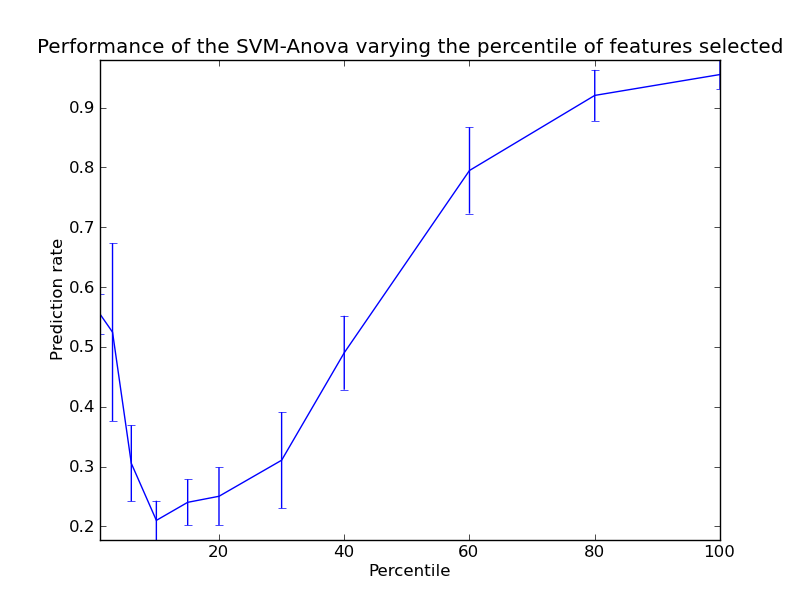 Performance of the SVM-Anova varying the percentile of features selected
0.9
0.8
0.7
0.6
0.5
0.4
0.3
0.2
Prediction rate
20 40 60 80 100
Percentile